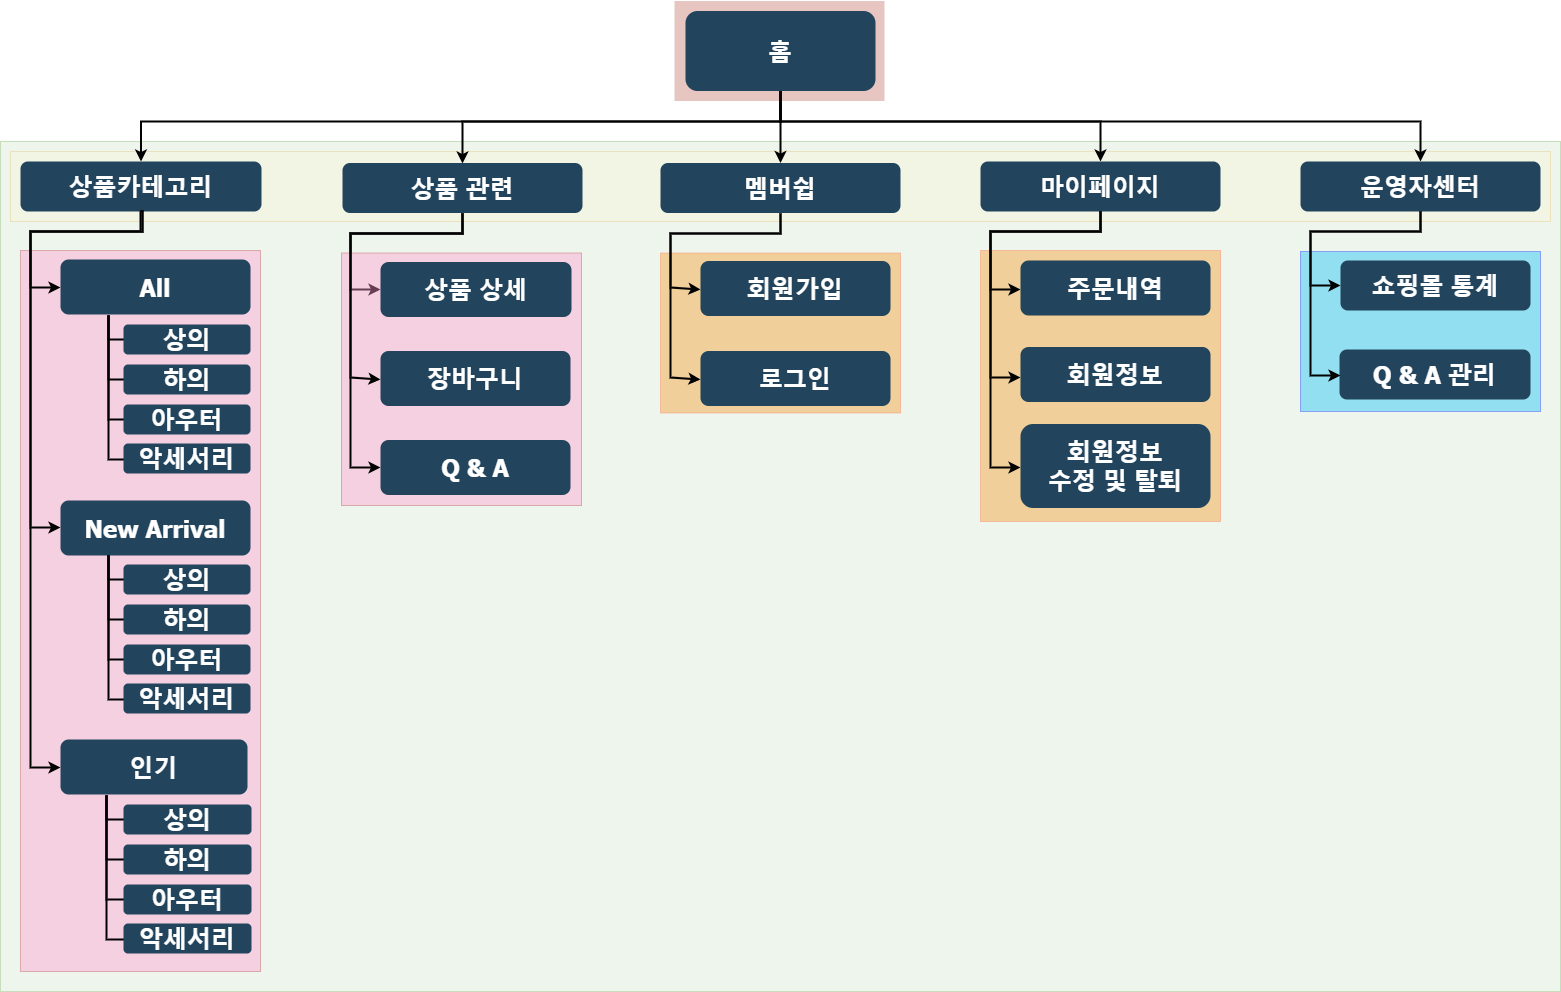 홈
상품카테고리
상품 관련
멤버쉽
마이페이지
운영자센터
All
상의
하의
아우터
악세서리
New Arrival
상의
하의
아우터
악세서리
인기
상의
하의
아우터
악세서리
상품 상세
장바구니
Q & A
회원가입
로그인
주문내역
회원정보
회원정보
수정 및 탈퇴
쇼핑몰 통계
Q & A 관리